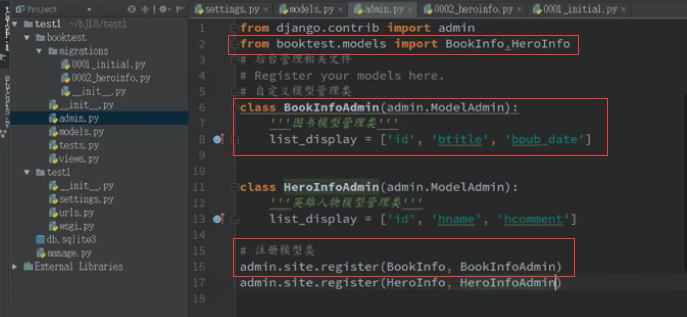 Project
settings.py
models.py
admin.py
0002_heroinfo.py
0001_initial.py
test1
~/bj18/test1
booktest
migrations
0001_initial.py
0002_heroinfo.py
__init__.py
__init__.py
admin.py
models.py
tests.py
views.py
test1
__init__.py
settings.py
urls.py
wsgi.py
db.sqlite3
manage.py
External Libraries
1 from django.contrib import admin
2 from booktest.models import BookInfo,HeroInfo
3 # 后台管理相关文件
4 # Register your models here.
5 # 自定义模型管理类
6 class BookInfoAdmin(admin.ModelAdmin):
7 '''图书模型管理类'''
8 list_display = ['id', 'btitle', 'bpub_date']
9
10
11 class HeroInfoAdmin(admin.ModelAdmin):
12 '''英雄人物模型管理类'''
13 list_display = ['id', 'hname', 'hcomment']
14
15 # 注册模型类
16 admin.site.register(BookInfo, BookInfoAdmin)
17 admin.site.register(HeroInfo, HeroInfoAdmin)
18